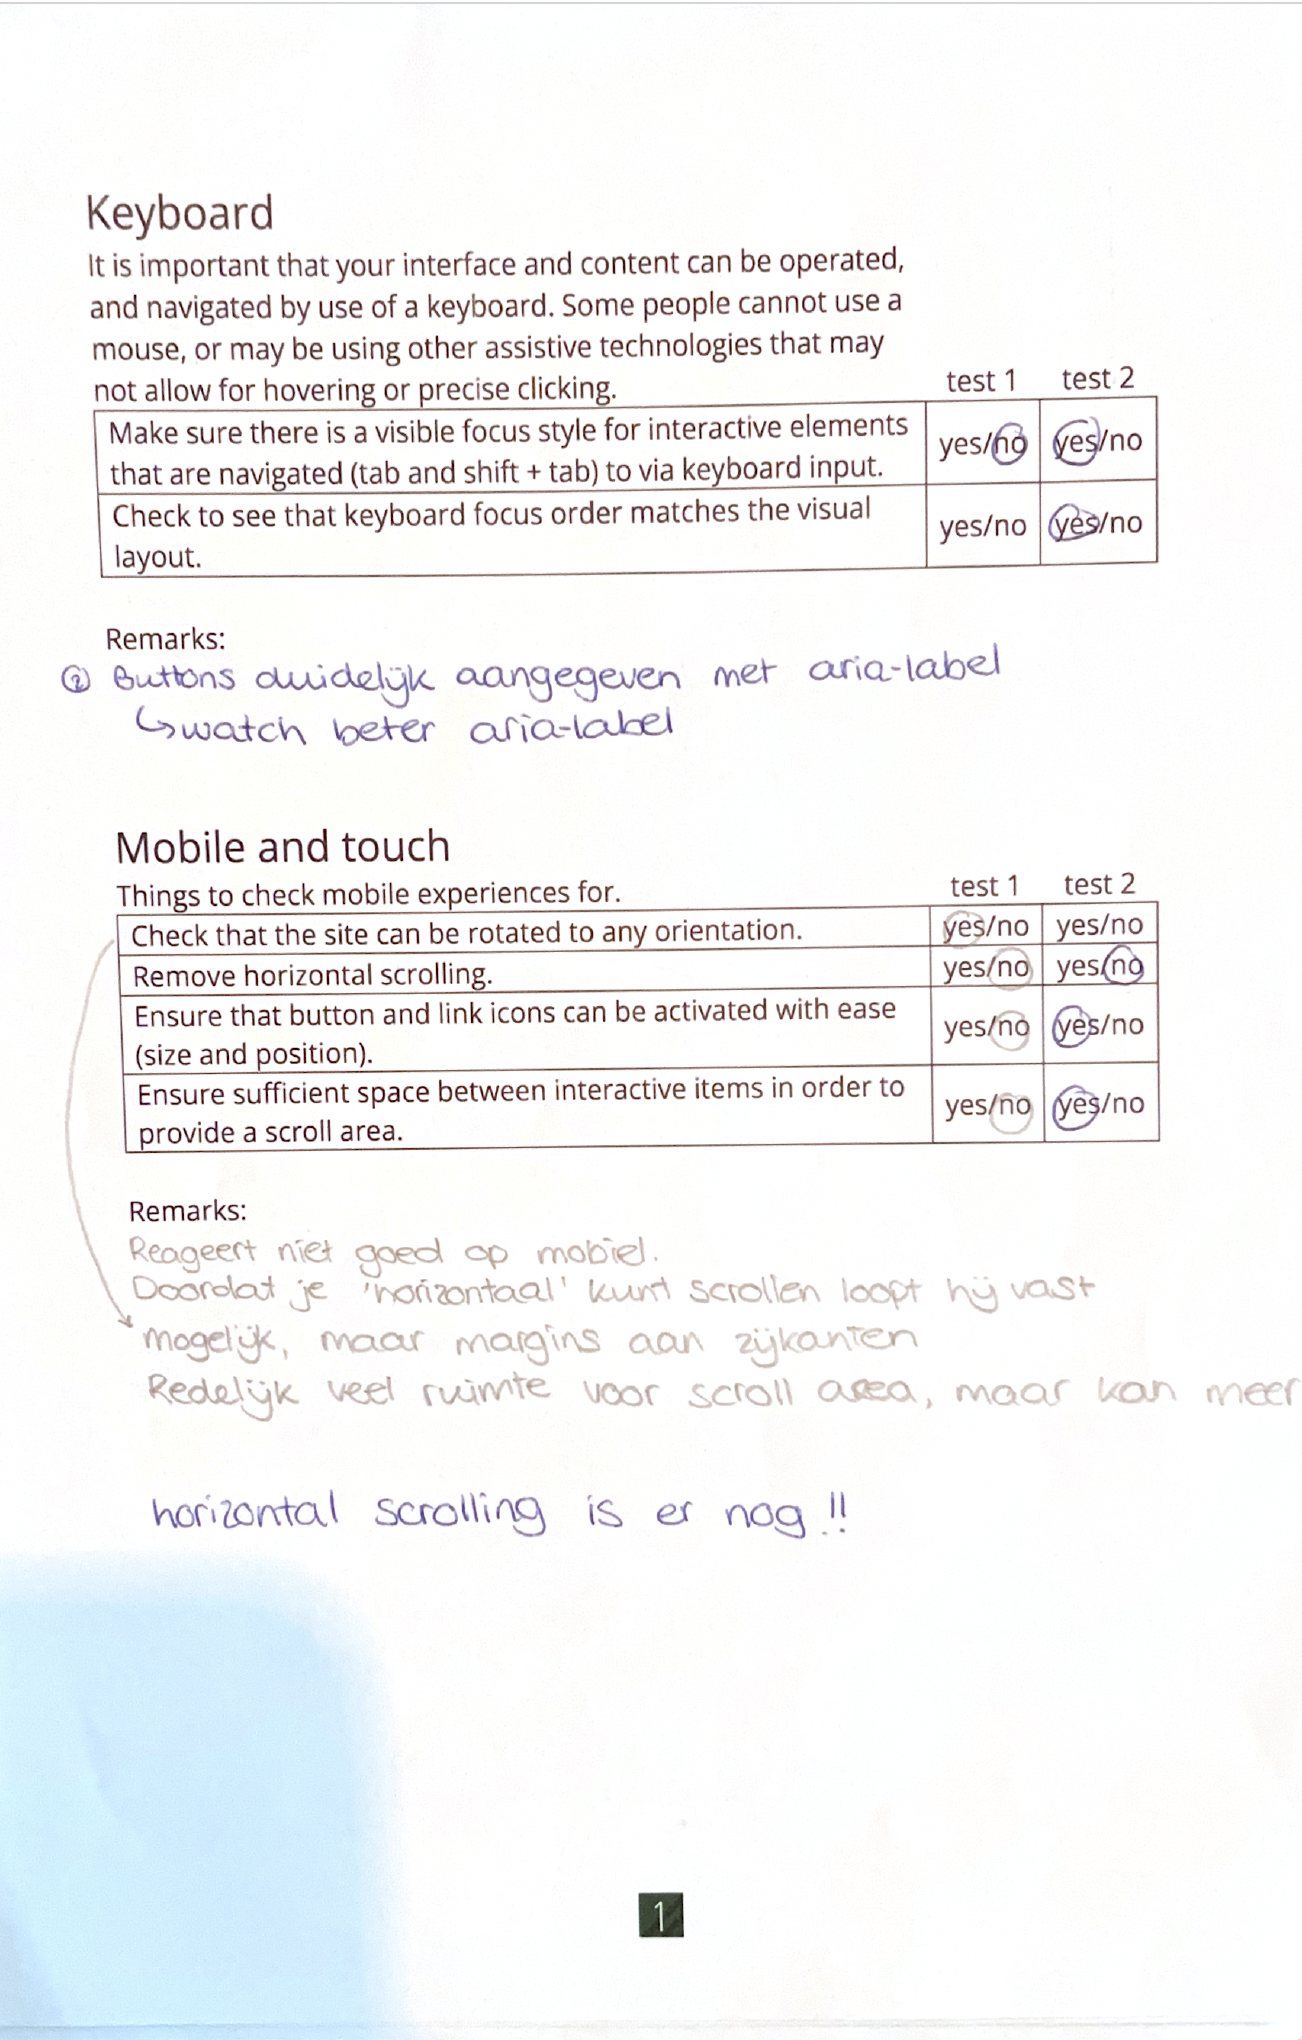 Keyboard
It is important that your interface and content can be operated,
and navigated by use of a keyboard. Some people cannot use a
mouse, or may be using other assistive technologies that may
not allow for hovering or precise clicking.
test 1 test 2
Make sure there is a visible focus style for interactive elements
that are navigated (tab and shift + tab) to via keyboard input.
yes/no yes/no
Check to see that keyboard focus order matches the visual
layout.
yes/no yes/no
Remarks:
② Buttons duidelijk aangegeven met aria-label
↳ watch beter aria-label
Mobile and touch
Things to check mobile experiences for.
test 1 test 2
Check that the site can be rotated to any orientation. yes/no yes/no
Remove horizontal scrolling. yes/no yes/no
Ensure that button and link icons can be activated with ease
(size and position).
yes/no yes/no
Ensure sufficient space between interactive items in order to
provide a scroll area.
yes/no yes/no
Remarks:
Reageert niet goed op mobiel.
Doordat je 'horizontaal' kunt scrollen loopt hij vast
mogelijk, maar margins aan zijkanten
Redelijk veel ruimte voor scroll area, maar kan meer
horizontal scrolling is er nog!!
1